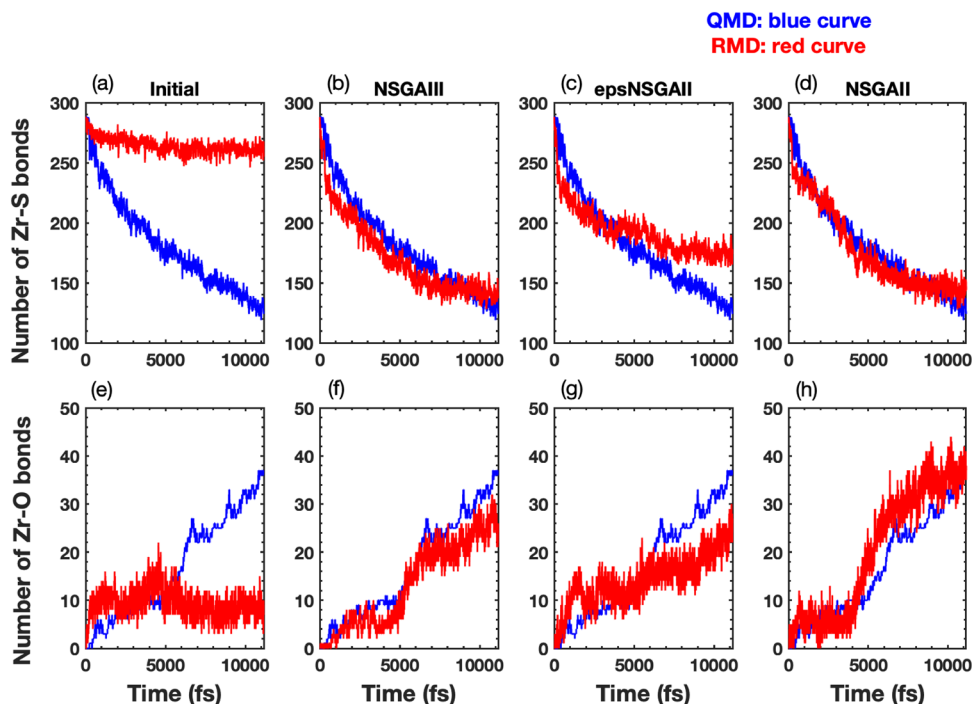 QMD: blue curve
RMD: red curve
(a) Initial
(b) NSGAIII
(c) epsNSGAII
(d) NSGAII
Number of Zr-S bonds
300
250
200
150
100
0 5000 10000
300
250
200
150
100
0 5000 10000
300
250
200
150
100
0 5000 10000
300
250
200
150
100
0 5000 10000
(e)
(f)
(g)
(h)
Number of Zr-O bonds
50
40
30
20
10
0
0 5000 10000
50
40
30
20
10
0
0 5000 10000
50
40
30
20
10
0
0 5000 10000
50
40
30
20
10
0
0 5000 10000
Time (fs)
Time (fs)
Time (fs)
Time (fs)